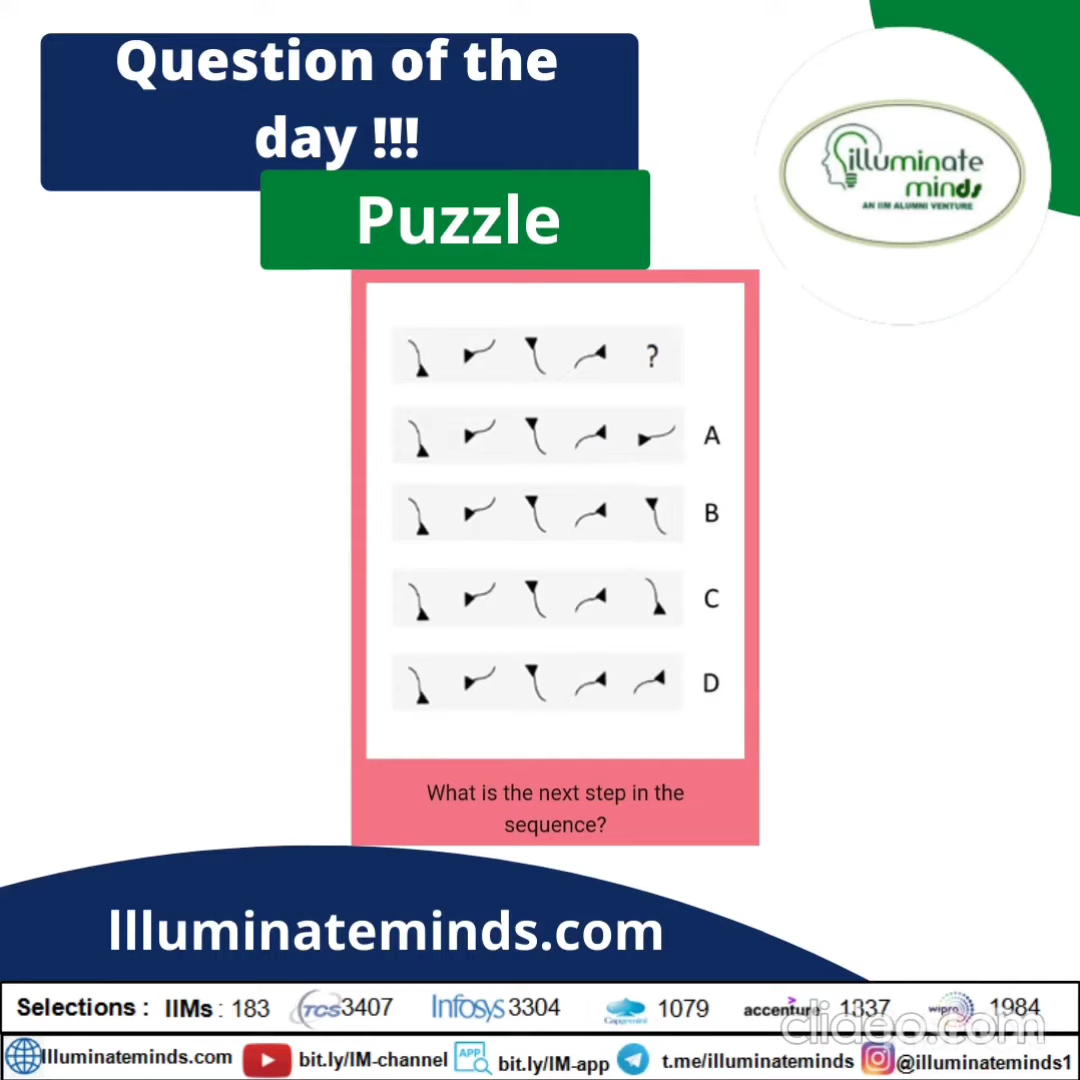 Question of the
day !!!
Puzzle
illuminate
minds
AN IIM ALUMNI VENTURE
?
A
B
C
D
What is the next step in the
sequence?
Illuminateminds.com
Selections : IIMs : 183 TCS 3407 Infosys 3304 Capgemini 1079 accenture 1337 wipro 1984
clideo.com
Illuminateminds.com bit.ly/IM-channel APP bit.ly/IM-app t.me/illuminateminds @illuminateminds1